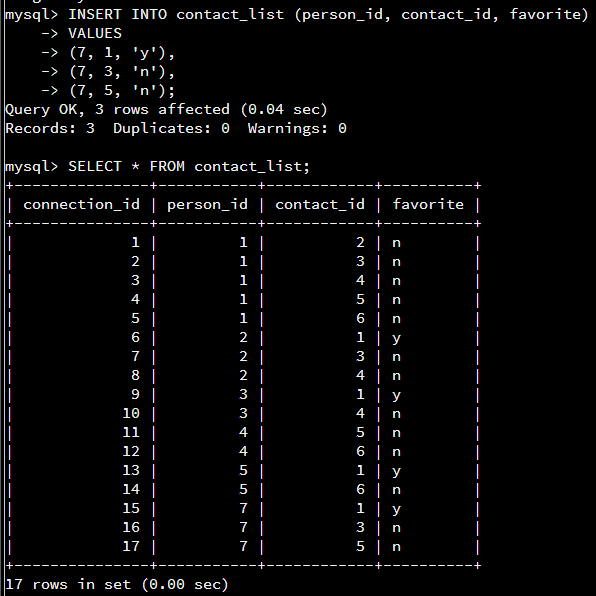 mysql> INSERT INTO contact_list (person_id, contact_id, favorite)
    -> VALUES
    -> (7, 1, 'y'),
    -> (7, 3, 'n'),
    -> (7, 5, 'n');
Query OK, 3 rows affected (0.04 sec)
Records: 3  Duplicates: 0  Warnings: 0

mysql> SELECT * FROM contact_list;
+---------------+-----------+------------+----------+
| connection_id | person_id | contact_id | favorite |
+---------------+-----------+------------+----------+
|             1 |         1 |          2 | n        |
|             2 |         1 |          3 | n        |
|             3 |         1 |          4 | n        |
|             4 |         1 |          5 | n        |
|             5 |         1 |          6 | n        |
|             6 |         2 |          1 | y        |
|             7 |         2 |          3 | n        |
|             8 |         2 |          4 | n        |
|             9 |         3 |          1 | y        |
|            10 |         3 |          4 | n        |
|            11 |         4 |          5 | n        |
|            12 |         4 |          6 | n        |
|            13 |         5 |          1 | y        |
|            14 |         5 |          6 | n        |
|            15 |         7 |          1 | y        |
|            16 |         7 |          3 | n        |
|            17 |         7 |          5 | n        |
+---------------+-----------+------------+----------+
17 rows in set (0.00 sec)